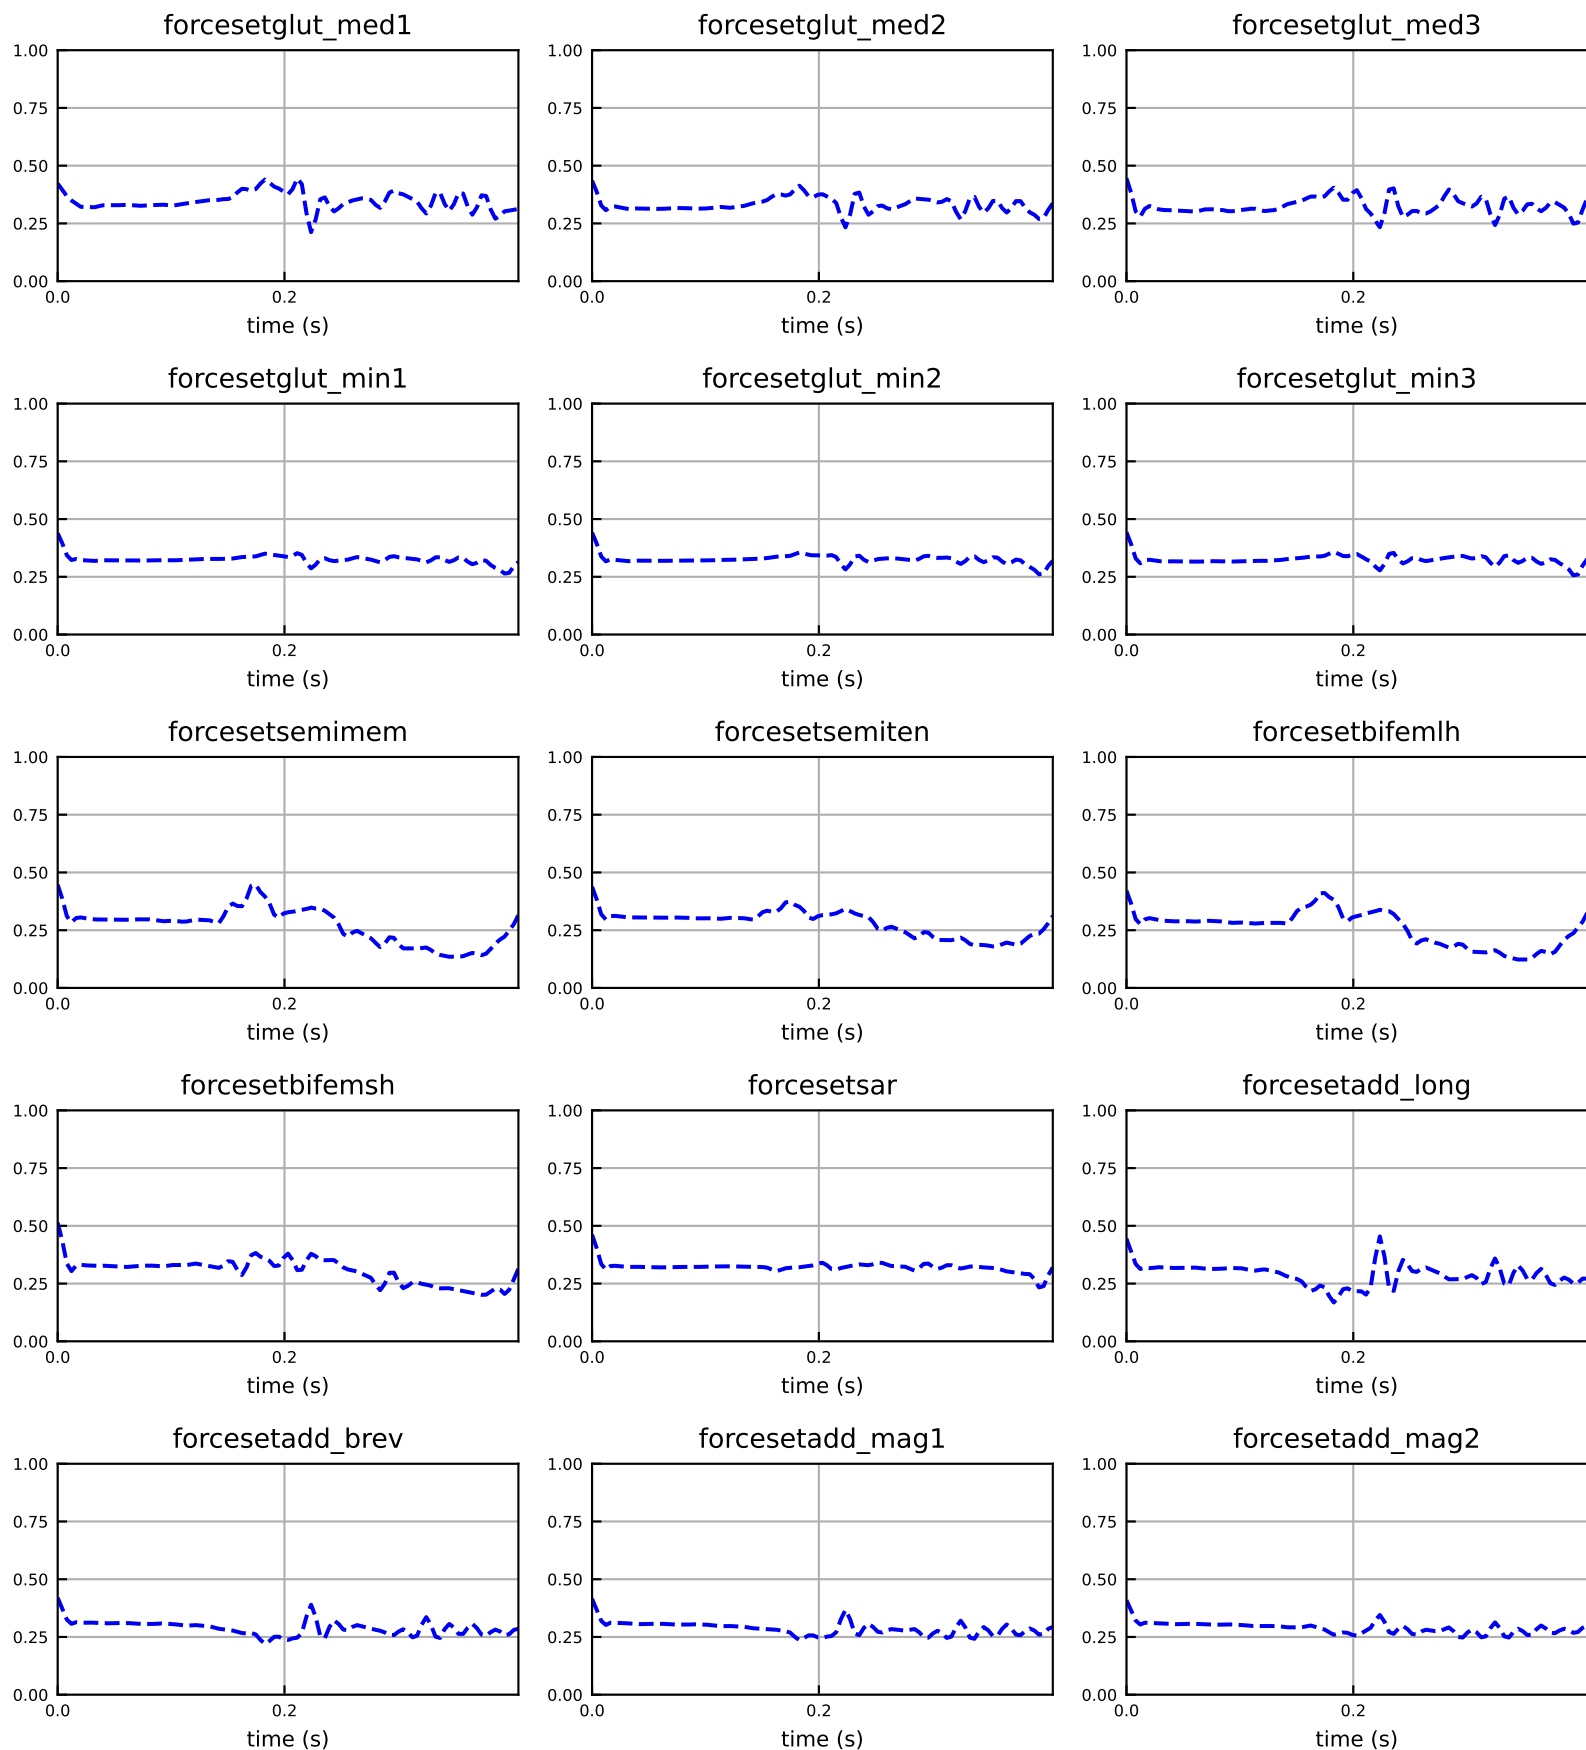 forcesetglut_med1 forcesetglut_med2 forcesetglut_med3
1.00 1.00 1.00
0.75 0.75 0.75
0.50 0.50 0.50
0.25 0.25 0.25
0.00 0.00 0.00
0.0 0.2 0.0 0.2 0.0 0.2
time (s) time (s) time (s)
forcesetglut_min1 forcesetglut_min2 forcesetglut_min3
1.00 1.00 1.00
0.75 0.75 0.75
0.50 0.50 0.50
0.25 0.25 0.25
0.00 0.00 0.00
0.0 0.2 0.0 0.2 0.0 0.2
time (s) time (s) time (s)
forcesetsemimem forcesetsemiten forcesetbifemlh
1.00 1.00 1.00
0.75 0.75 0.75
0.50 0.50 0.50
0.25 0.25 0.25
0.00 0.00 0.00
0.0 0.2 0.0 0.2 0.0 0.2
time (s) time (s) time (s)
forcesetbifemsh forcesetsar forcesetadd_long
1.00 1.00 1.00
0.75 0.75 0.75
0.50 0.50 0.50
0.25 0.25 0.25
0.00 0.00 0.00
0.0 0.2 0.0 0.2 0.0 0.2
time (s) time (s) time (s)
forcesetadd_brev forcesetadd_mag1 forcesetadd_mag2
1.00 1.00 1.00
0.75 0.75 0.75
0.50 0.50 0.50
0.25 0.25 0.25
0.00 0.00 0.00
0.0 0.2 0.0 0.2 0.0 0.2
time (s) time (s) time (s)